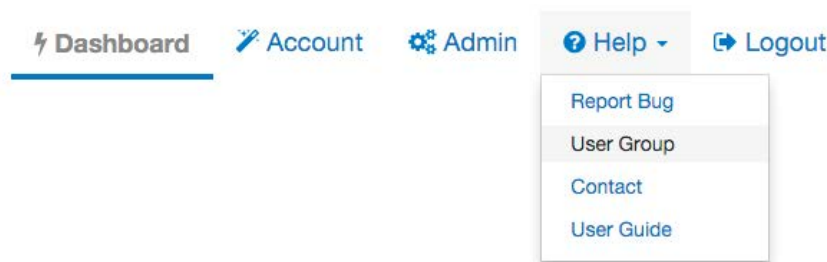 Dashboard Account Admin Help Logout
Report Bug
User Group
Contact
User Guide